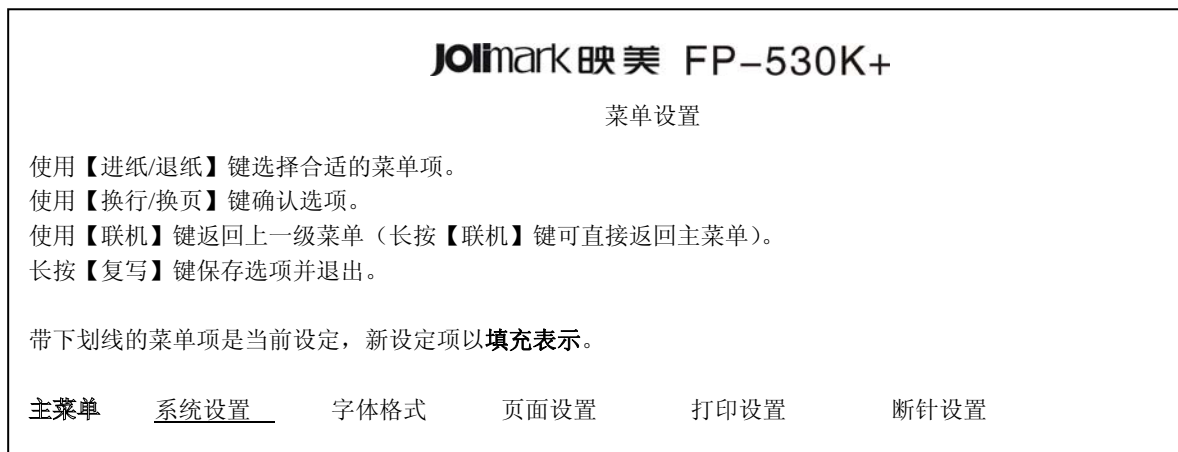 Jolimark 映美 FP-530K+
菜单设置
使用【进纸/退纸】键选择合适的菜单项。
使用【换行/换页】键确认选项。
使用【联机】键返回上一级菜单（长按【联机】键可直接返回主菜单）。
长按【复写】键保存选项并退出。
带下划线的菜单项是当前设定，新设定项以填充表示。
主菜单 系统设置 字体格式 页面设置 打印设置 断针设置